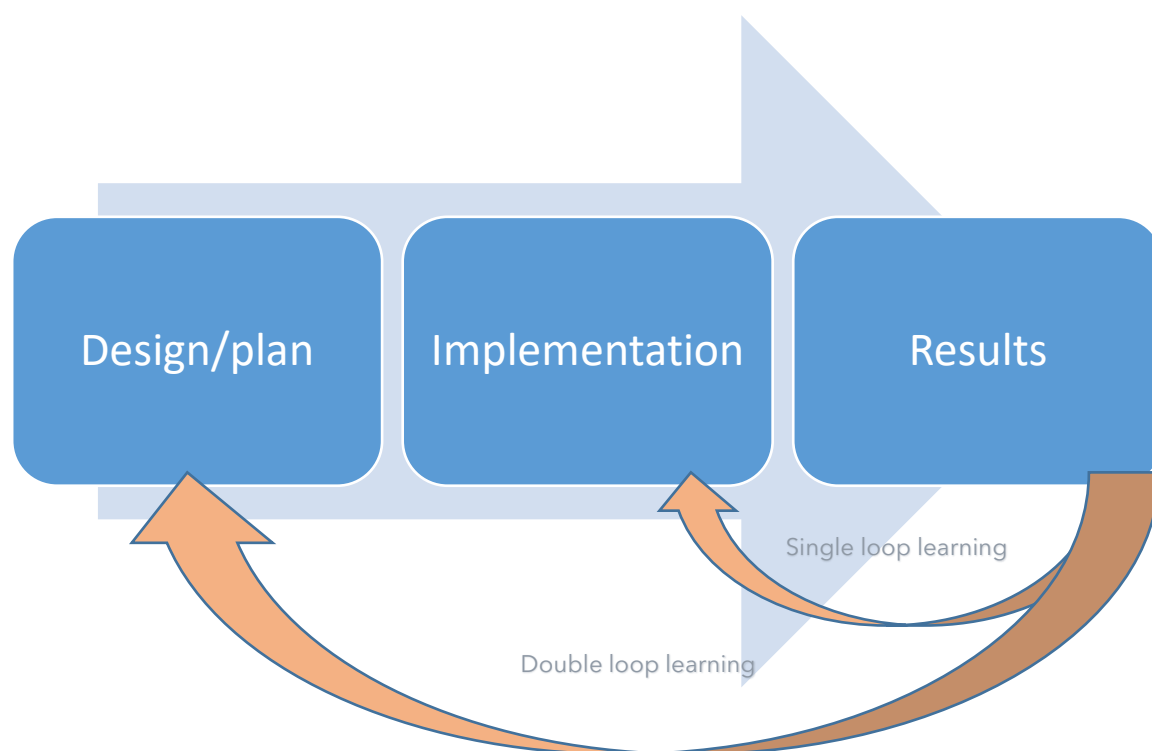 Design/plan
Implementation
Results
Single loop learning
Double loop learning